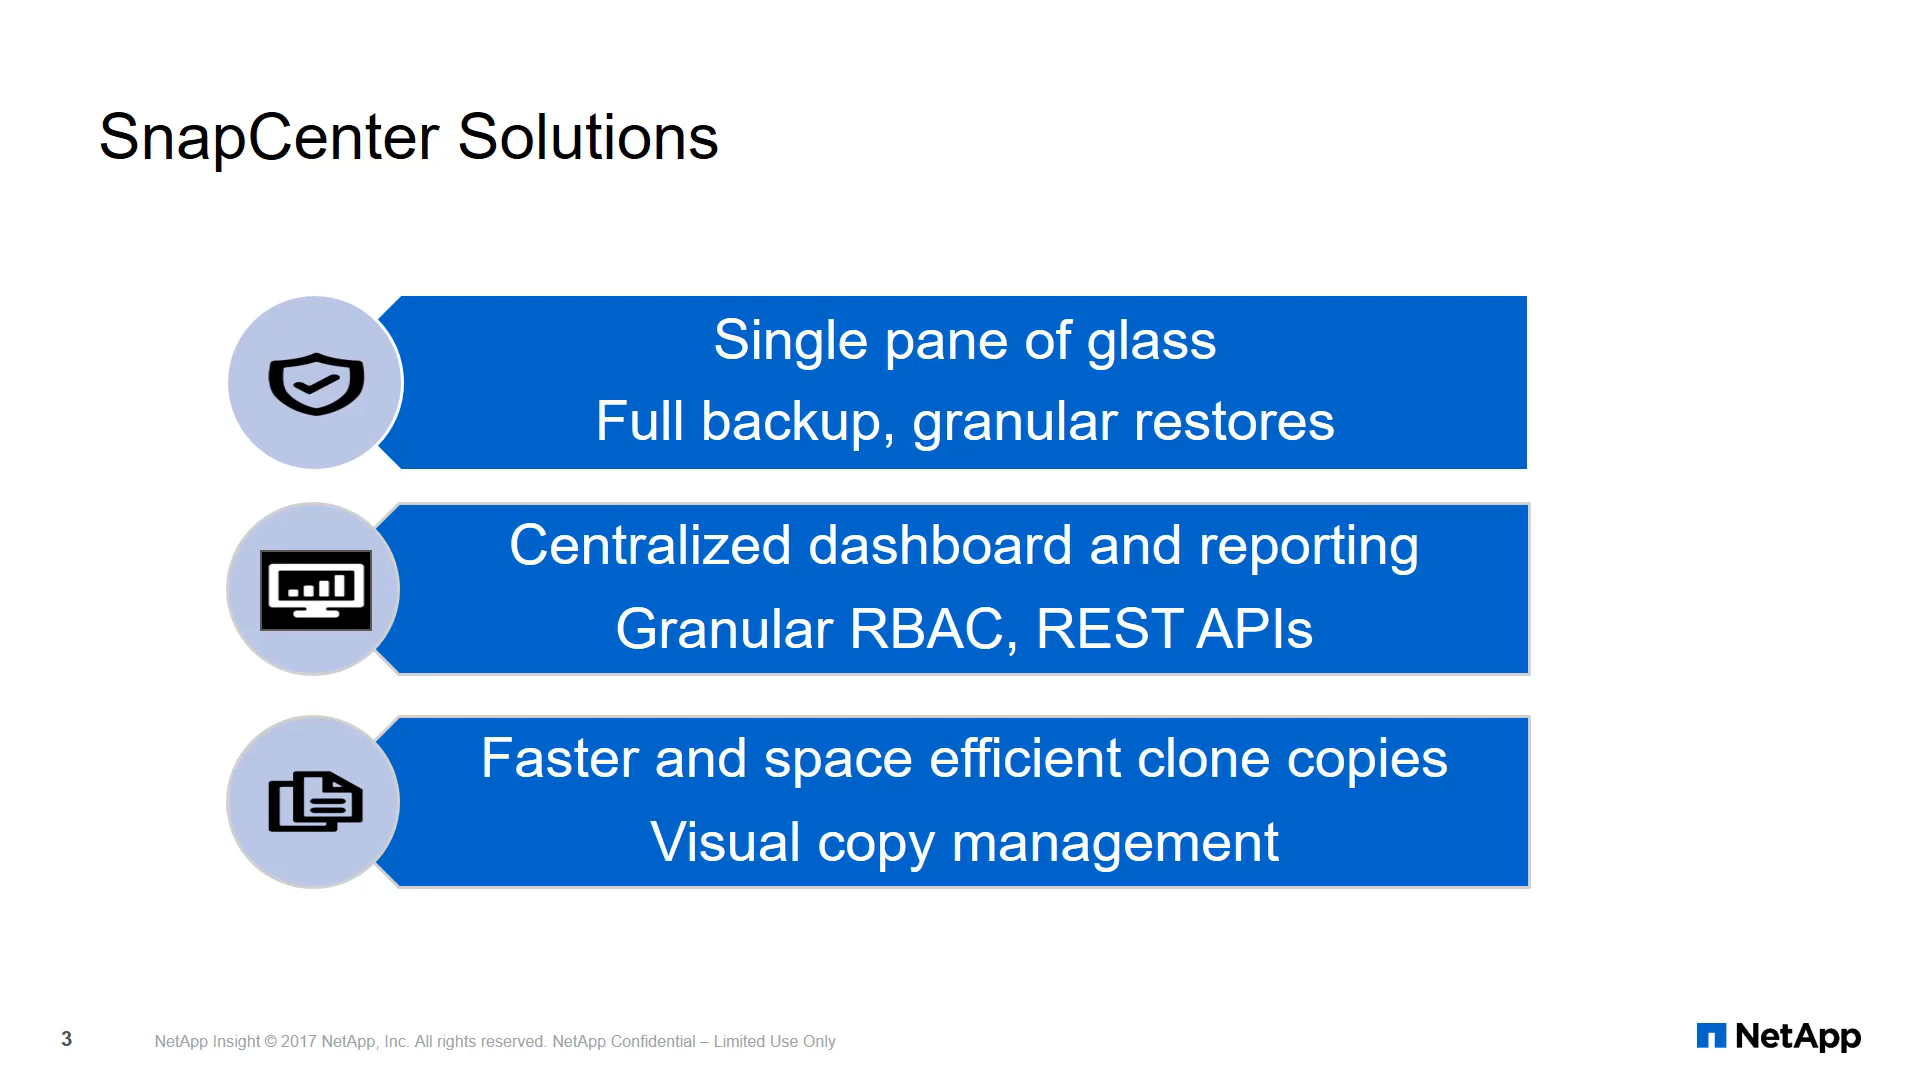 SnapCenter Solutions
Single pane of glass
Full backup, granular restores
Centralized dashboard and reporting
Granular RBAC, REST APIs
Faster and space efficient clone copies
Visual copy management
3
NetApp Insight © 2017 NetApp, Inc. All rights reserved. NetApp Confidential – Limited Use Only
NetApp